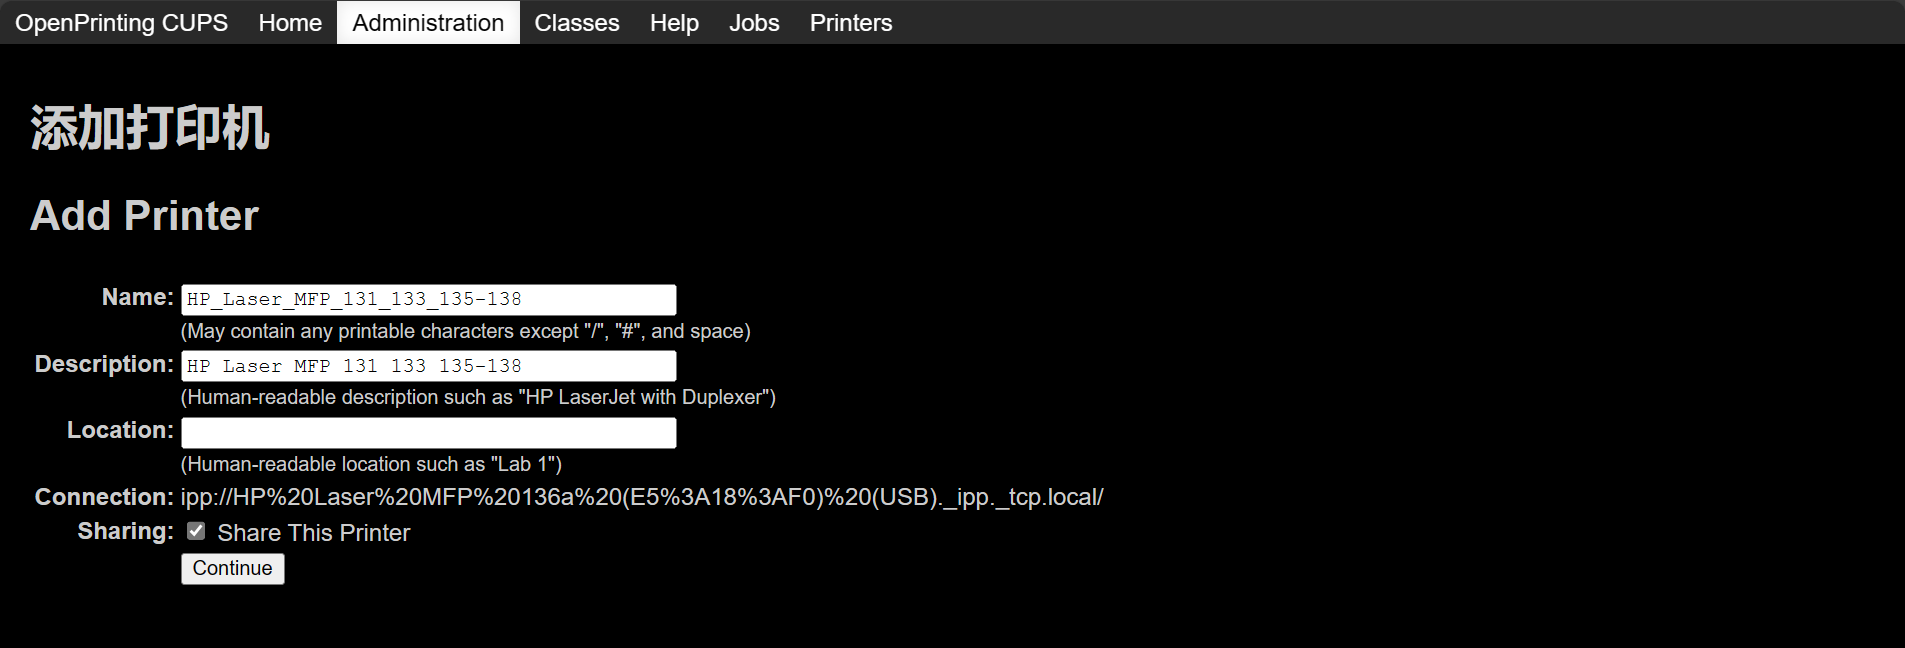 OpenPrinting CUPS Home Administration Classes Help Jobs Printers
添加打印机
Add Printer
Name: HP_Laser_MFP_131_133_135-138
(May contain any printable characters except "/", "#", and space)
Description: HP Laser MFP 131 133 135-138
(Human-readable description such as "HP LaserJet with Duplexer")
Location:
(Human-readable location such as "Lab 1")
Connection: ipp://HP%20Laser%20MFP%20136a%20(E5%3A18%3AF0)%20(USB)._ipp._tcp.local/
Sharing: Share This Printer
Continue